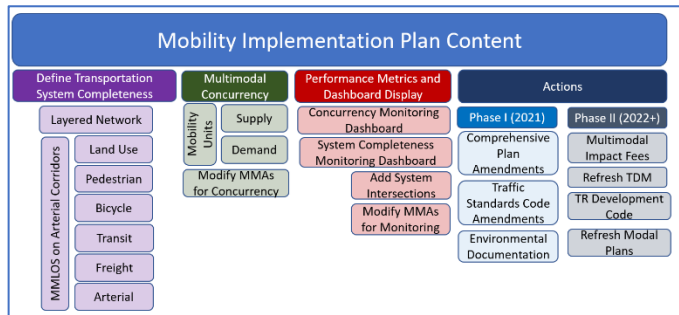 Mobility Implementation Plan Content
Define Transportation
System Completeness
Layered Network
MMLOS on Arterial Corridors
Land Use
Pedestrian
Bicycle
Transit
Freight
Arterial
Multimodal
Concurrency
Mobility
Units
Supply
Demand
Modify MMAs for
Concurrency
Performance Metrics and
Dashboard Display
Concurrency Monitoring
Dashboard
System Completeness
Monitoring Dashboard
Add System
Intersections
Modify MMAs
for Monitoring
Actions
Phase I (2021)
Comprehensive
Plan
Amendments
Traffic
Standards Code
Amendments
Environmental
Documentation
Phase II (2022+)
Multimodal
Impact Fees
Refresh TDM
TR Development
Code
Refresh Modal
Plans